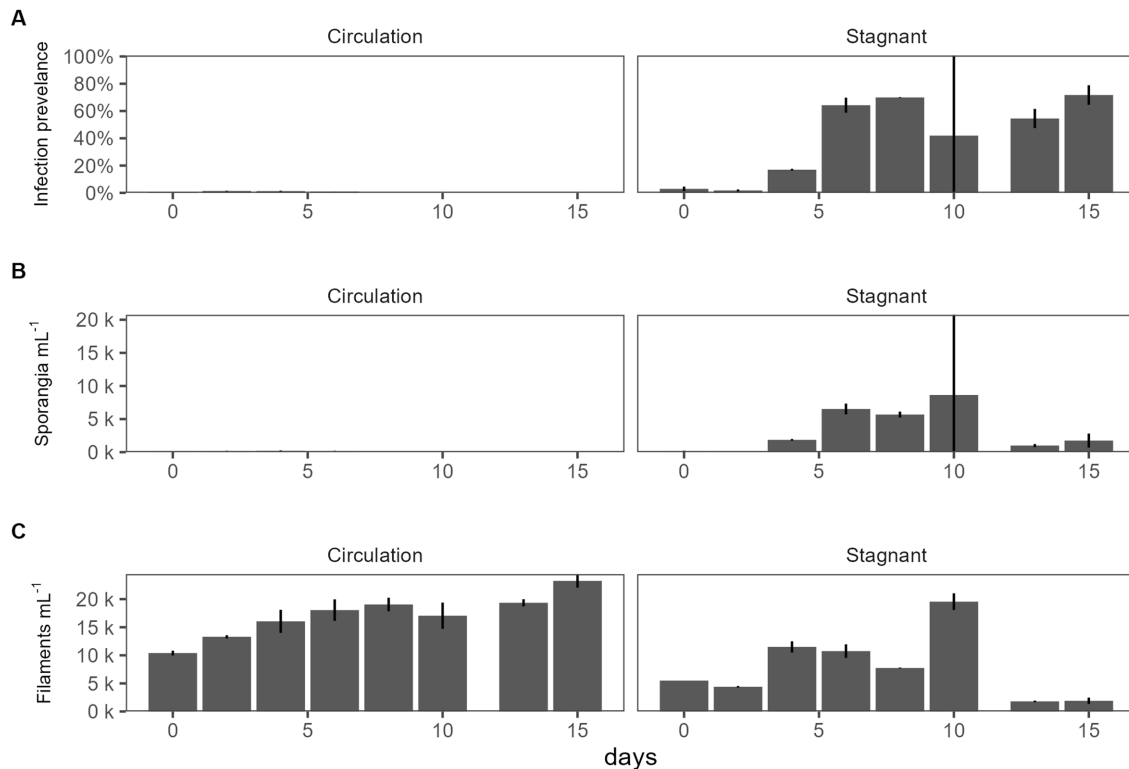 A
Circulation
Stagnant
Infection prevelance
100%
80%
60%
40%
20%
0%
0 5 10 15
0 5 10 15
B
Circulation
Stagnant
Sporangia mL⁻¹
20 k
15 k
10 k
5 k
0 k
0 5 10 15
0 5 10 15
C
Circulation
Stagnant
Filaments mL⁻¹
20 k
15 k
10 k
5 k
0 k
0 5 10 15
0 5 10 15
days